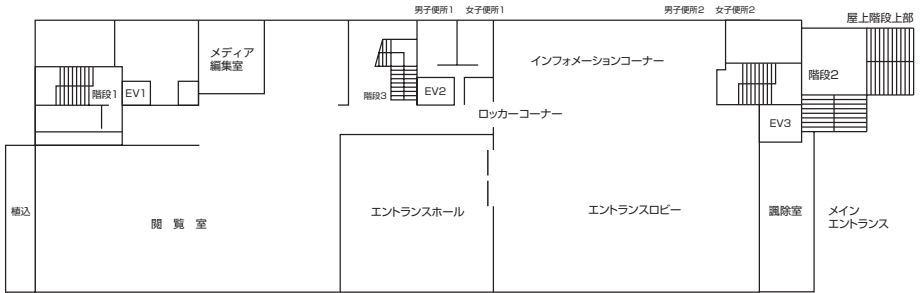 男子便所1 女子便所1
男子便所2 女子便所2
屋上階段上部
メディア
編集室
インフォメーションコーナー
階段2
階段1
EV1
階段3
EV2
ロッカーコーナー
EV3
植込
閲 覧 室
エントランスホール
エントランスロビー
諷除室
メイン
エントランス